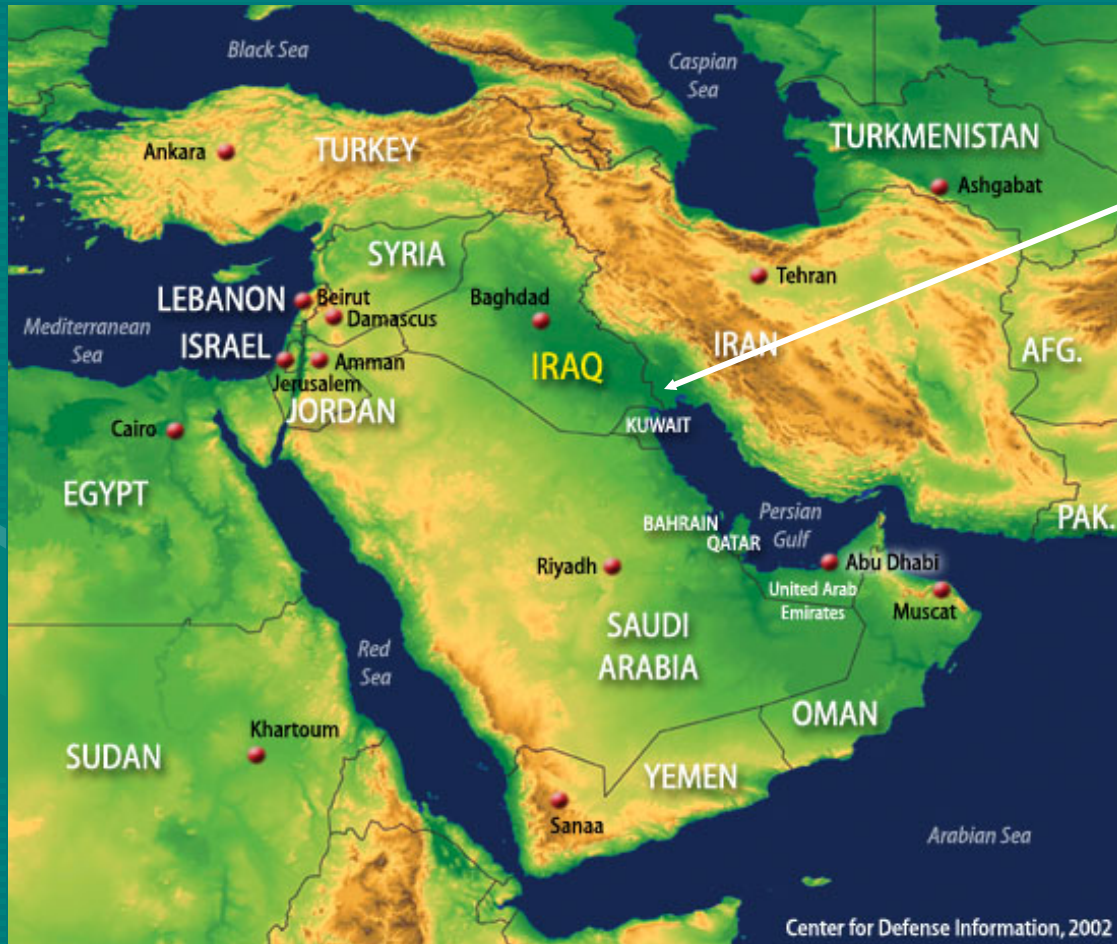 Black Sea
Caspian
Sea
TURKMENISTAN
Ankara
TURKEY
Ashgabat
SYRIA
Tehran
LEBANON
Beirut
Baghdad
Damascus
Mediterranean
Sea
ISRAEL
Amman
IRAQ
IRAN
AFG.
Jerusalem
JORDAN
Cairo
KUWAIT
EGYPT
BAHRAIN
QATAR
Persian
Gulf
PAK.
Riyadh
Abu Dhabi
United Arab
Emirates
Muscat
SAUDI
ARABIA
Red
Sea
OMAN
Khartoum
SUDAN
YEMEN
Sanaa
Arabian Sea
Center for Defense Information, 2002